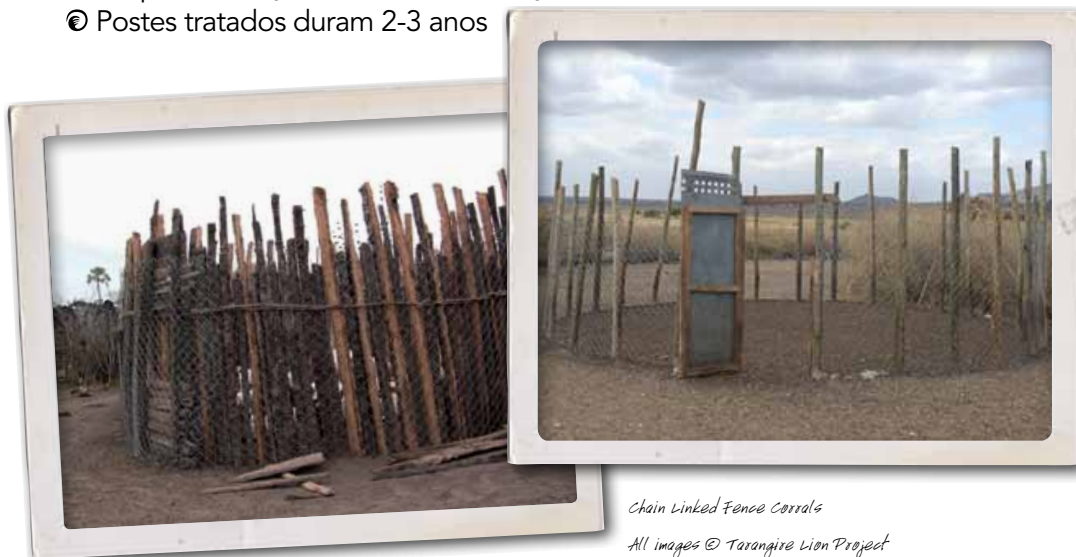 Postes tratados duram 2-3 anos
Chain Linked Fence Corrals
All images © Tarangire Lion Project